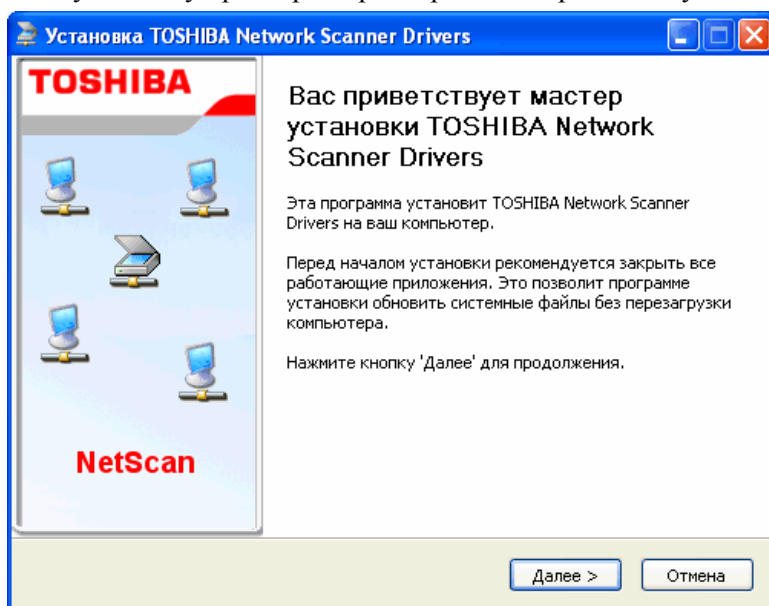 Установка TOSHIBA Network Scanner Drivers
TOSHIBA
Вас приветствует мастер
установки TOSHIBA Network
Scanner Drivers
Эта программа установит TOSHIBA Network Scanner
Drivers на ваш компьютер.
Перед началом установки рекомендуется закрыть все
работающие приложения. Это позволит программе
установки обновить системные файлы без перезагрузки
компьютера.
Нажмите кнопку 'Далее' для продолжения.
NetScan
Далее >
Отмена